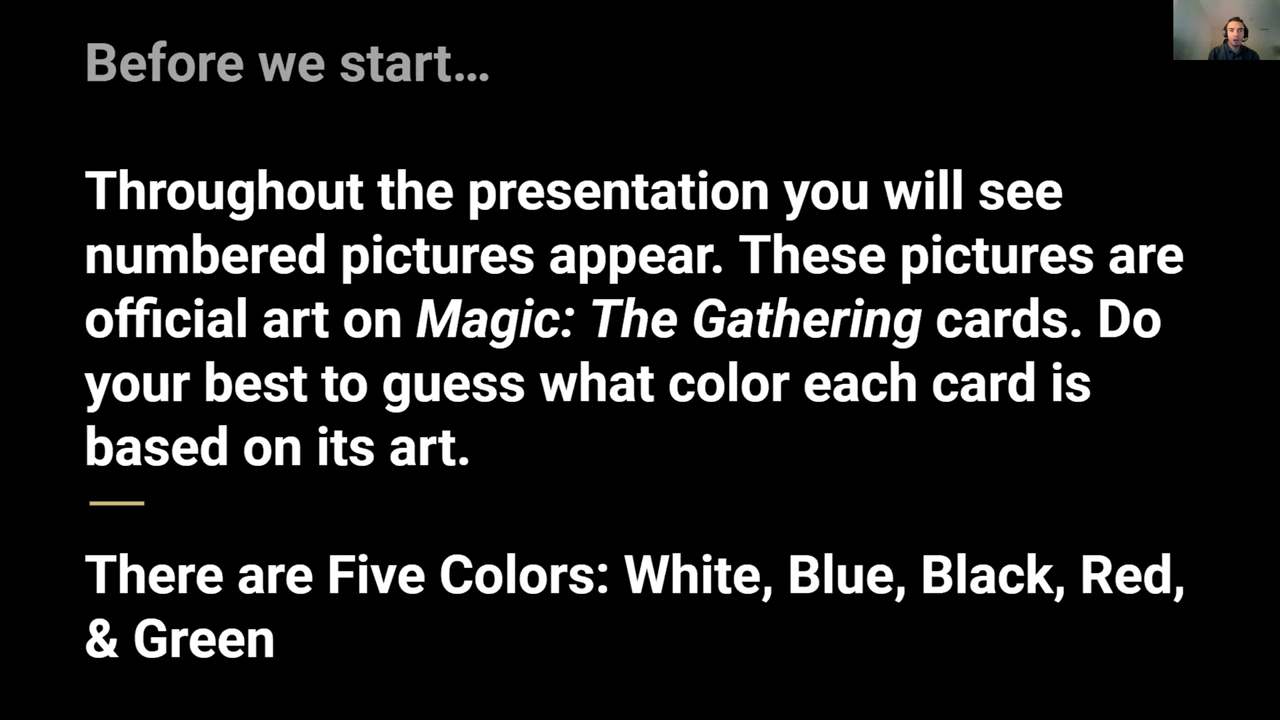 Before we start...
Throughout the presentation you will see
numbered pictures appear. These pictures are
official art on Magic: The Gathering cards. Do
your best to guess what color each card is
based on its art.
There are Five Colors: White, Blue, Black, Red,
& Green